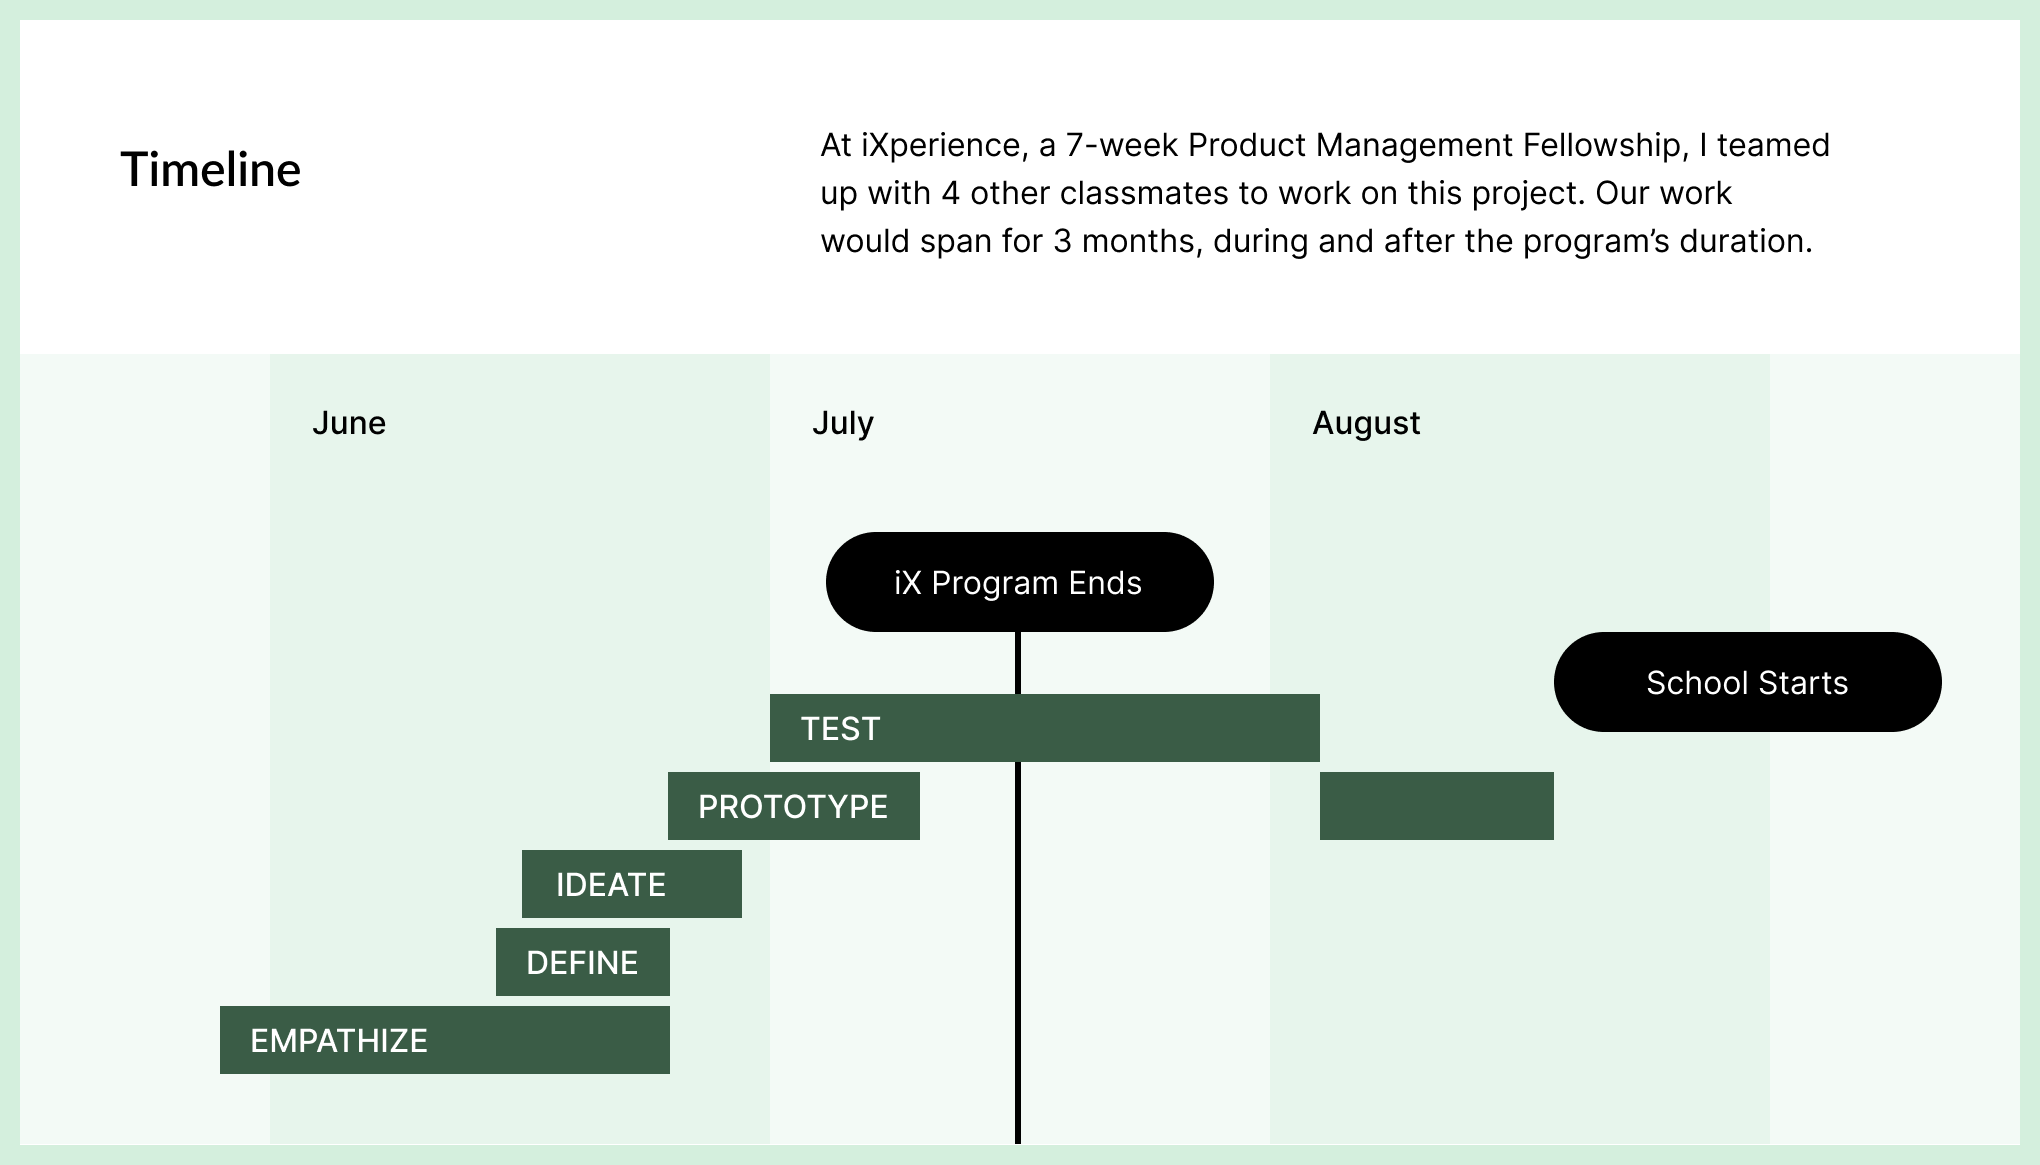 Timeline
At iXperience, a 7-week Product Management Fellowship, I teamed
up with 4 other classmates to work on this project. Our work
would span for 3 months, during and after the program’s duration.
June
July
August
iX Program Ends
School Starts
TEST
PROTOTYPE
IDEATE
DEFINE
EMPATHIZE